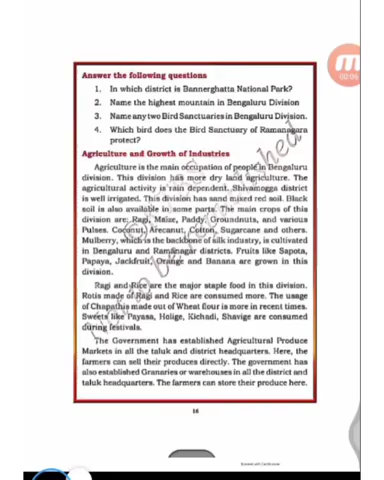 00:06
Answer the following questions
1. In which district is Bannerghatta National Park?
2. Name the highest mountain in Bengaluru Division
3. Name any two Bird Sanctuaries in Bengaluru Division.
4. Which bird does the Bird Sanctuary of Ramanagara
protect?
Agriculture and Growth of Industries
Agriculture is the main occupation of people in Bengaluru
division. This division has more dry land agriculture. The
agricultural activity is rain dependent. Shivamogga district
is well irrigated. This division has sand mixed red soil. Black
soil is also available in some parts. The main crops of this
division are: Ragi, Maize, Paddy, Groundnuts, and various
Pulses. Coconut, Arecanut, Cotton, Sugarcane and others.
Mulberry, which is the backbone of silk industry, is cultivated
in Bengaluru and Ramanagar districts. Fruits like Sapota,
Papaya, Jackfruit, Orange and Banana are grown in this
division.
Ragi and Rice are the major staple food in this division.
Rotis made of Ragi and Rice are consumed more. The usage
of Chapathis made out of Wheat flour is more in recent times.
Sweets like Payasa, Holige, Kichadi, Shavige are consumed
during festivals.
The Government has established Agricultural Produce
Markets in all the taluk and district headquarters. Here, the
farmers can sell their produces directly. The government has
also established Granaries or warehouses in all the district and
taluk headquarters. The farmers can store their produce here.
16